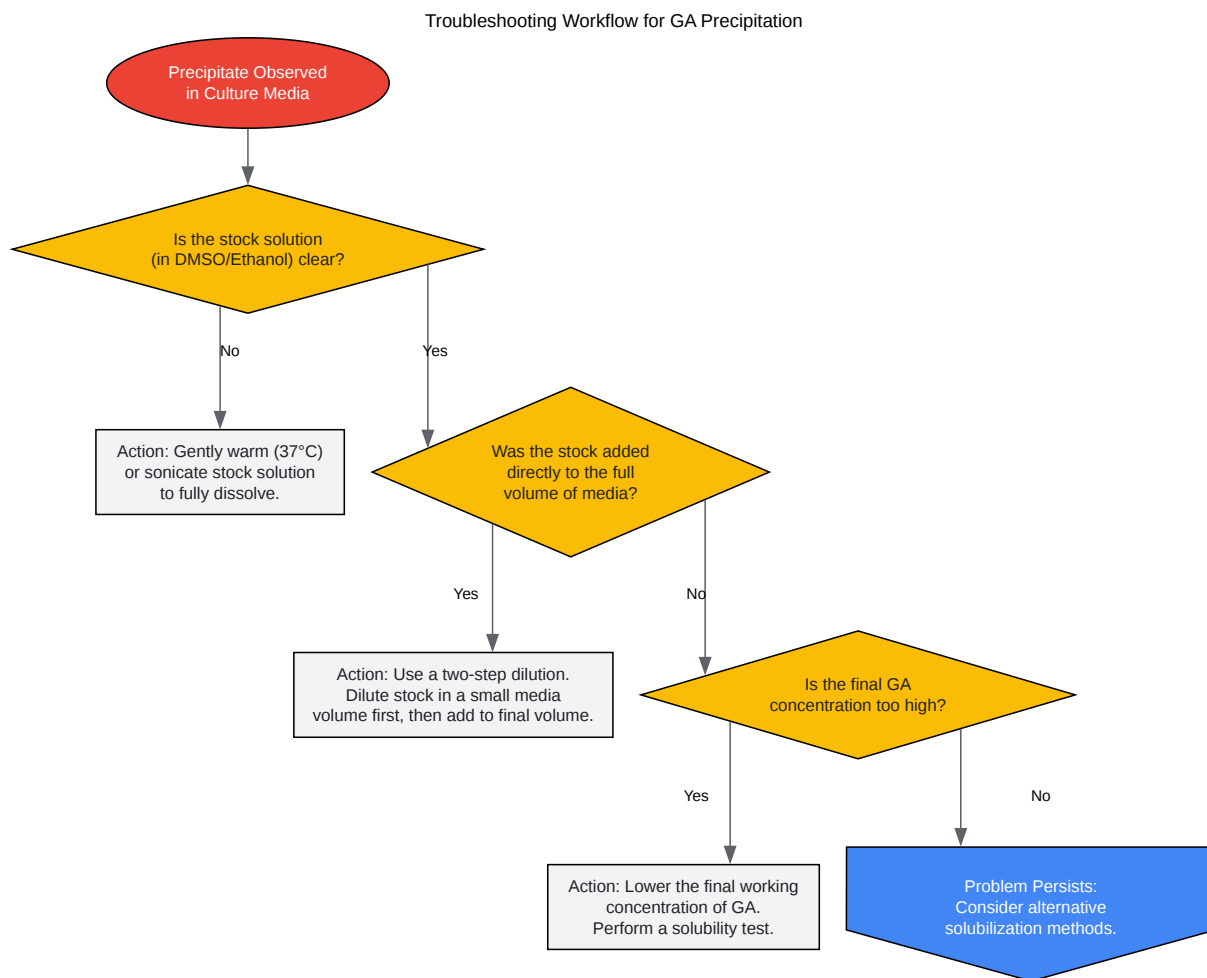 Troubleshooting Workflow for GA Precipitation
Precipitate Observed
in Culture Media
Is the stock solution
(in DMSO/Ethanol) clear?
No
Yes
Action: Gently warm (37°C)
or sonicate stock solution
to fully dissolve.
Was the stock added
directly to the full
volume of media?
Yes
No
Action: Use a two-step dilution.
Dilute stock in a small media
volume first, then add to final volume.
Is the final GA
concentration too high?
Yes
No
Action: Lower the final working
concentration of GA.
Perform a solubility test.
Problem Persists:
Consider alternative
solubilization methods.